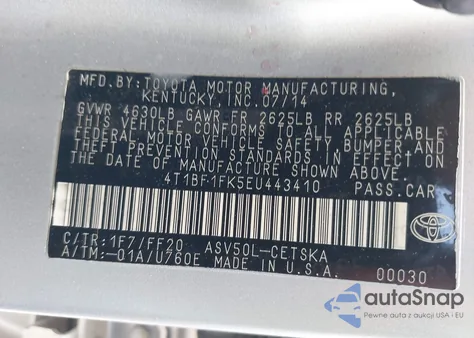 MFD. BY: TOYOTA MOTOR MANUFACTURING,
KENTUCKY, INC. 07/14
GVWR 4630LB GAWR FR 2625LB RR 2625LB
THIS VEHICLE CONFORMS TO ALL APPLICABLE
FEDERAL MOTOR VEHICLE SAFETY, BUMPER AND
THEFT PREVENTION STANDARDS IN EFFECT ON
THE DATE OF MANUFACTURE SHOWN ABOVE.
4T1BF1FK5EU443410 PASS.CAR
C/TR: 1F7/FF20 ASV50L-CETSKA
A/TM: -01A/U760E MADE IN U.S.A.
TOYOTA
00030
autoSnap
Pewne auta z USA i Kanady